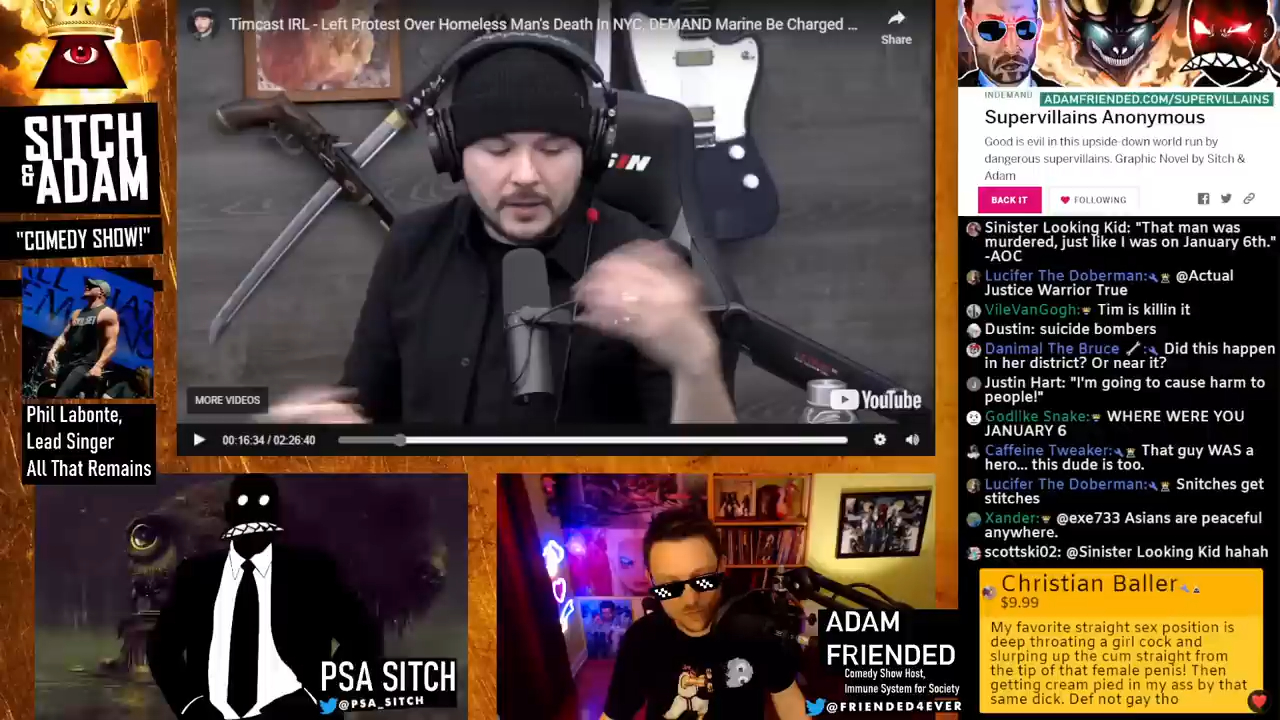 Timcast IRL - Left Protest Over Homeless Man's Death In NYC, DEMAND Marine Be Charged ...
Share
MORE VIDEOS
YouTube
00:16:34 / 02:26:40
SITCH
& ADAM
"COMEDY SHOW!"
Phil Labonte,
Lead Singer
All That Remains
PSA SITCH
@PSA_SITCH
ADAM
FRIENDED
Comedy Show Host,
Immune System for Society
@FRIENDED4EVER
INDEMAND
ADAMFRIENDED.COM/SUPERVILLAINS
Supervillains Anonymous
Good is evil in this upside-down world run by
dangerous supervillains. Graphic Novel by Sitch &
Adam
BACK IT
FOLLOWING
Sinister Looking Kid: "That man was
murdered, just like I was on January 6th."
-AOC
Lucifer The Doberman: @Actual
Justice Warrior True
VileVanGogh: Tim is killin it
Dustin: suicide bombers
Danimal The Bruce: Did this happen
in her district? Or near it?
Justin Hart: "I'm going to cause harm to
people!"
Godlike Snake: WHERE WERE YOU
JANUARY 6
Caffeine Tweaker: That guy WAS a
hero... this dude is too.
Lucifer The Doberman: Snitches get
stitches
Xander: @exe733 Asians are peaceful
anywhere.
scottski02: @Sinister Looking Kid hahah
Christian Baller
$9.99
My favorite straight sex position is
deep throating a girl cock and
slurping up the cum straight from
the tip of that female penis! Then
getting cream pied in my ass by that
same dick. Def not gay tho